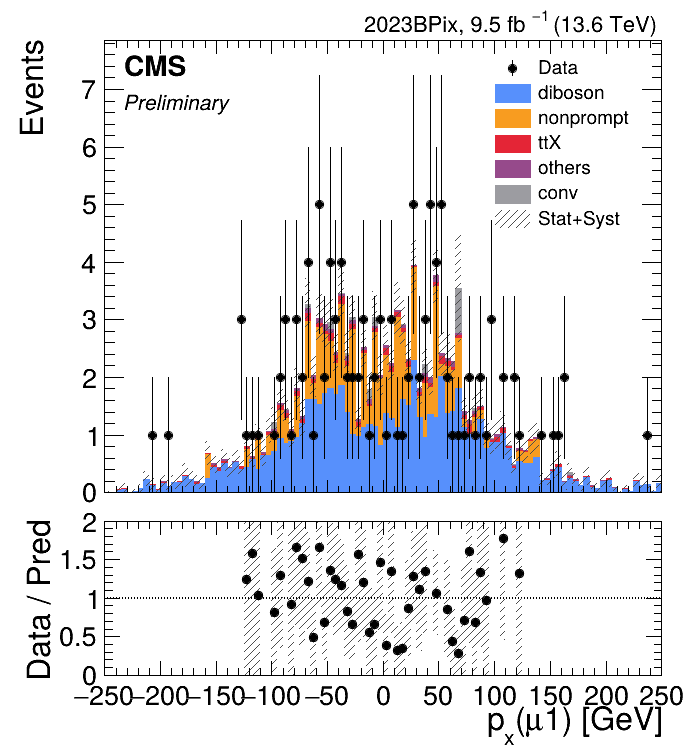 2023BPix, 9.5 fb⁻¹ (13.6 TeV)
CMS
Preliminary
Data
diboson
nonprompt
ttX
others
conv
Stat+Syst
Events
7
6
5
4
3
2
1
0
Data / Pred
2
1.5
1
0.5
0
−250 −200 −150 −100 −50 0 50 100 150 200 250
pₓ(μ1) [GeV]